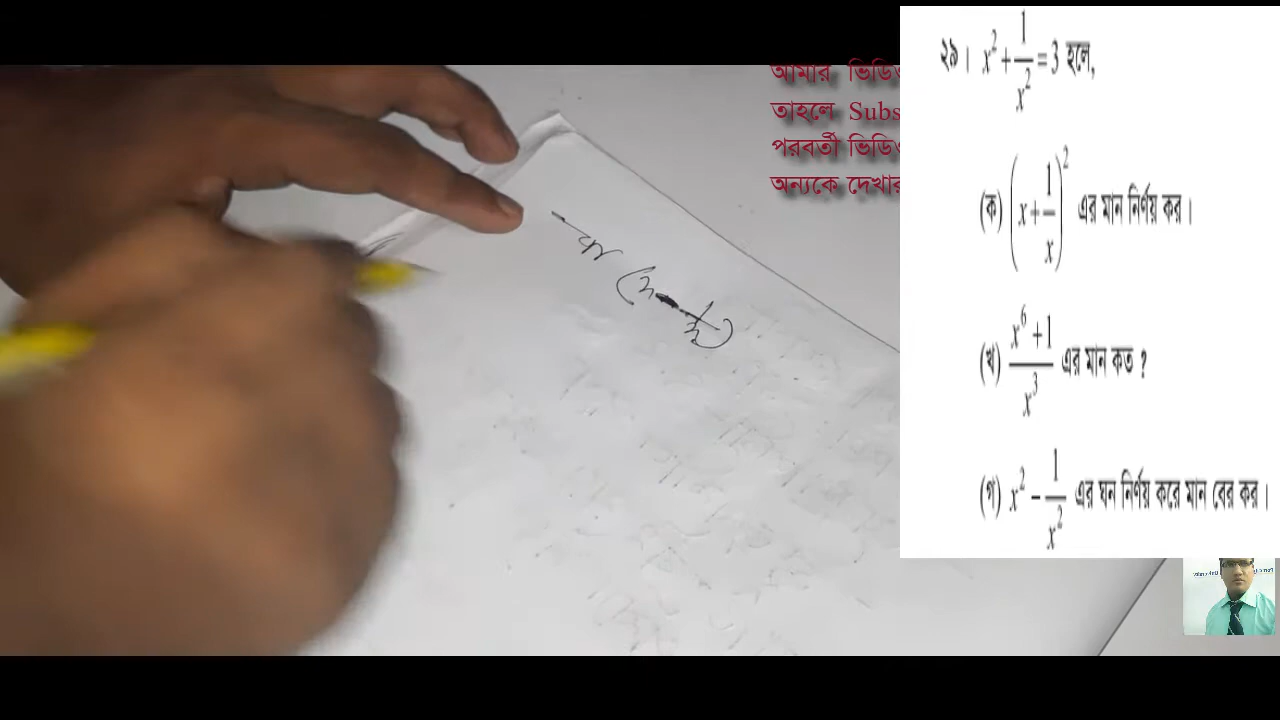 আমার ভিডিও
তাহলে Subs
পরবর্তী ভিডিও
অন্যকে দেখার
২৯। x² + 1/x² = 3 হলে,
(ক) (x + 1/x)² এর মান নির্ণয় কর।
(খ) (x⁶ + 1)/x³ এর মান কত ?
(গ) x² − 1/x² এর ঘন নির্ণয় করে মান বের কর।